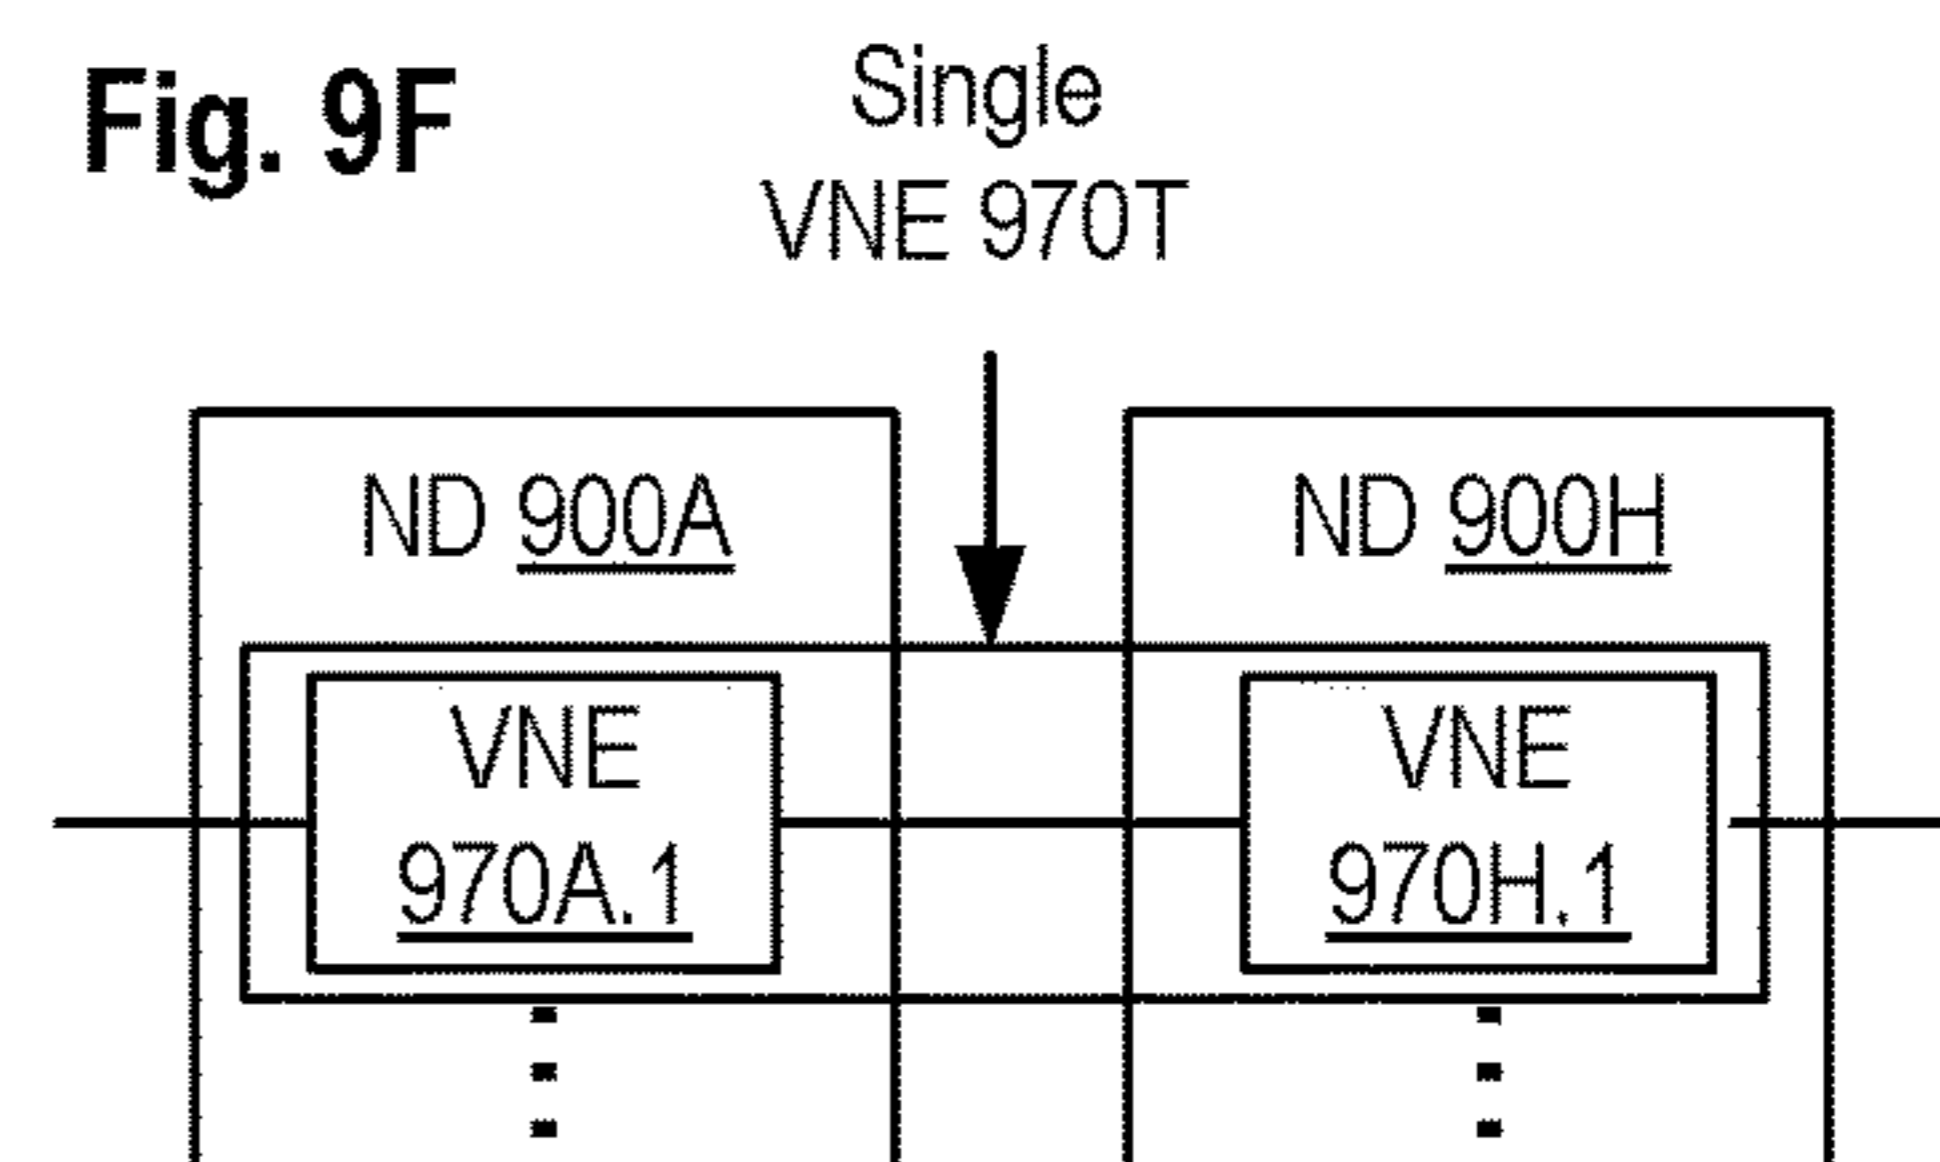 Fig. 9F
Single
VNE 970T
ND 900A
ND 900H
VNE
970A.1
VNE
970H.1